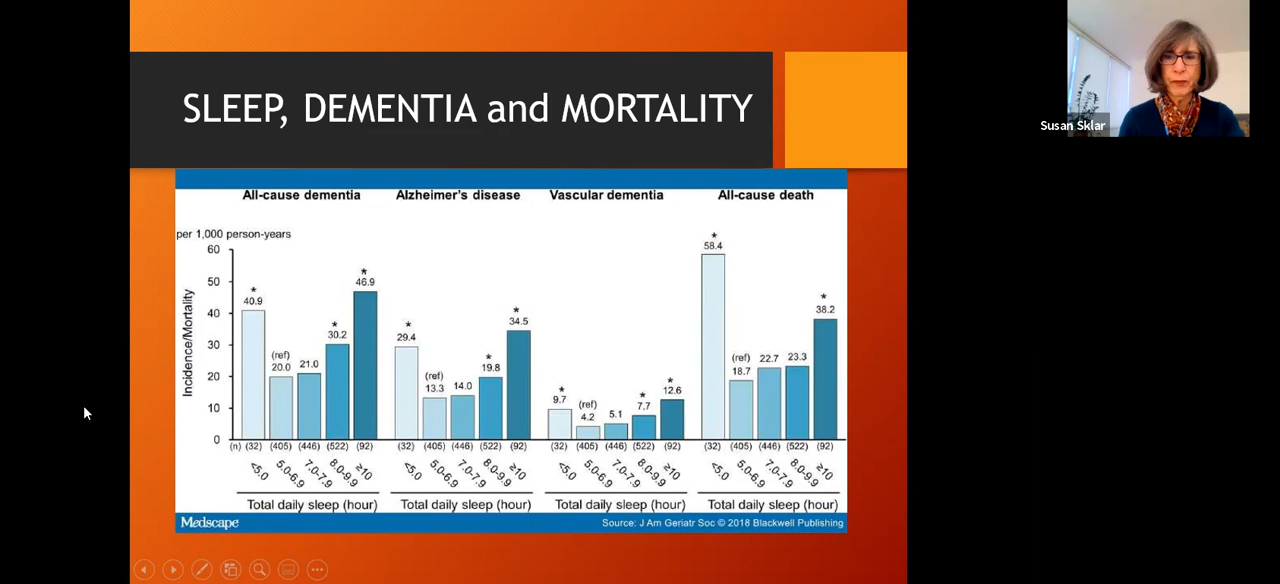 SLEEP, DEMENTIA and MORTALITY
Susan Sklar
All-cause dementia Alzheimer's disease Vascular dementia All-cause death
per 1,000 person-years
Incidence/Mortality
60
50
40
30
20
10
0
* 40.9
(ref) 20.0
21.0
* 30.2
* 46.9
* 29.4
(ref) 13.3
14.0
* 19.8
* 34.5
* 9.7
(ref) 4.2
5.1
* 7.7
* 12.6
* 58.4
(ref) 18.7
22.7
23.3
* 38.2
(n) (32) (405) (446) (522) (92) (32) (405) (446) (522) (92) (32) (405) (446) (522) (92) (32) (405) (446) (522) (92)
<5.0 5.0-6.9 7.0-7.9 8.0-9.9 ≥10 <5.0 5.0-6.9 7.0-7.9 8.0-9.9 ≥10 <5.0 5.0-6.9 7.0-7.9 8.0-9.9 ≥10 <5.0 5.0-6.9 7.0-7.9 8.0-9.9 ≥10
Total daily sleep (hour) Total daily sleep (hour) Total daily sleep (hour) Total daily sleep (hour)
Medscape
Source: J Am Geriatr Soc © 2018 Blackwell Publishing